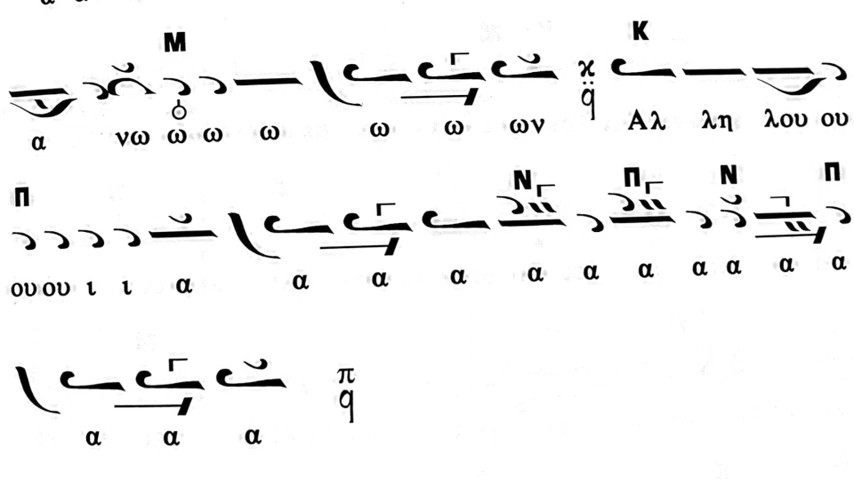 Μ Κ
α νω ω ω ω ω ω ων ϰ q Αλ λη λου ου
Π Ν Π Ν Π
ου ου ι ι α α α α α α α α α α α
π q
α α α